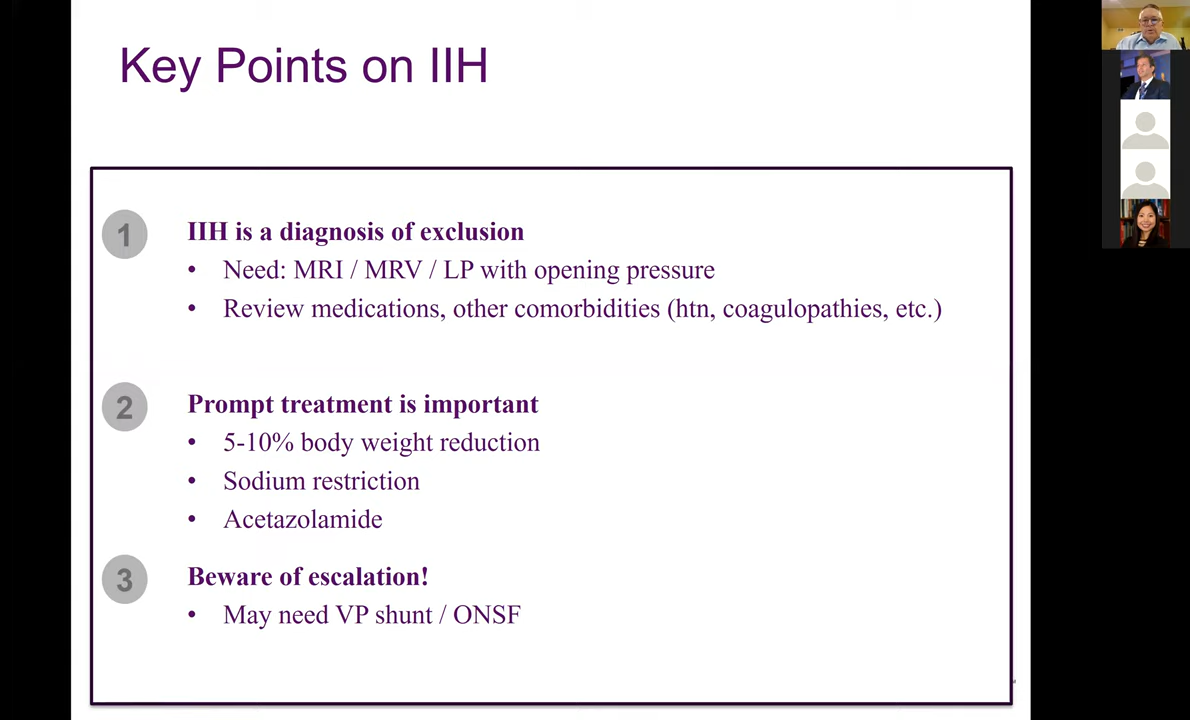 Key Points on IIH
1
IIH is a diagnosis of exclusion
• Need: MRI / MRV / LP with opening pressure
• Review medications, other comorbidities (htn, coagulopathies, etc.)
2
Prompt treatment is important
• 5-10% body weight reduction
• Sodium restriction
• Acetazolamide
3
Beware of escalation!
• May need VP shunt / ONSF